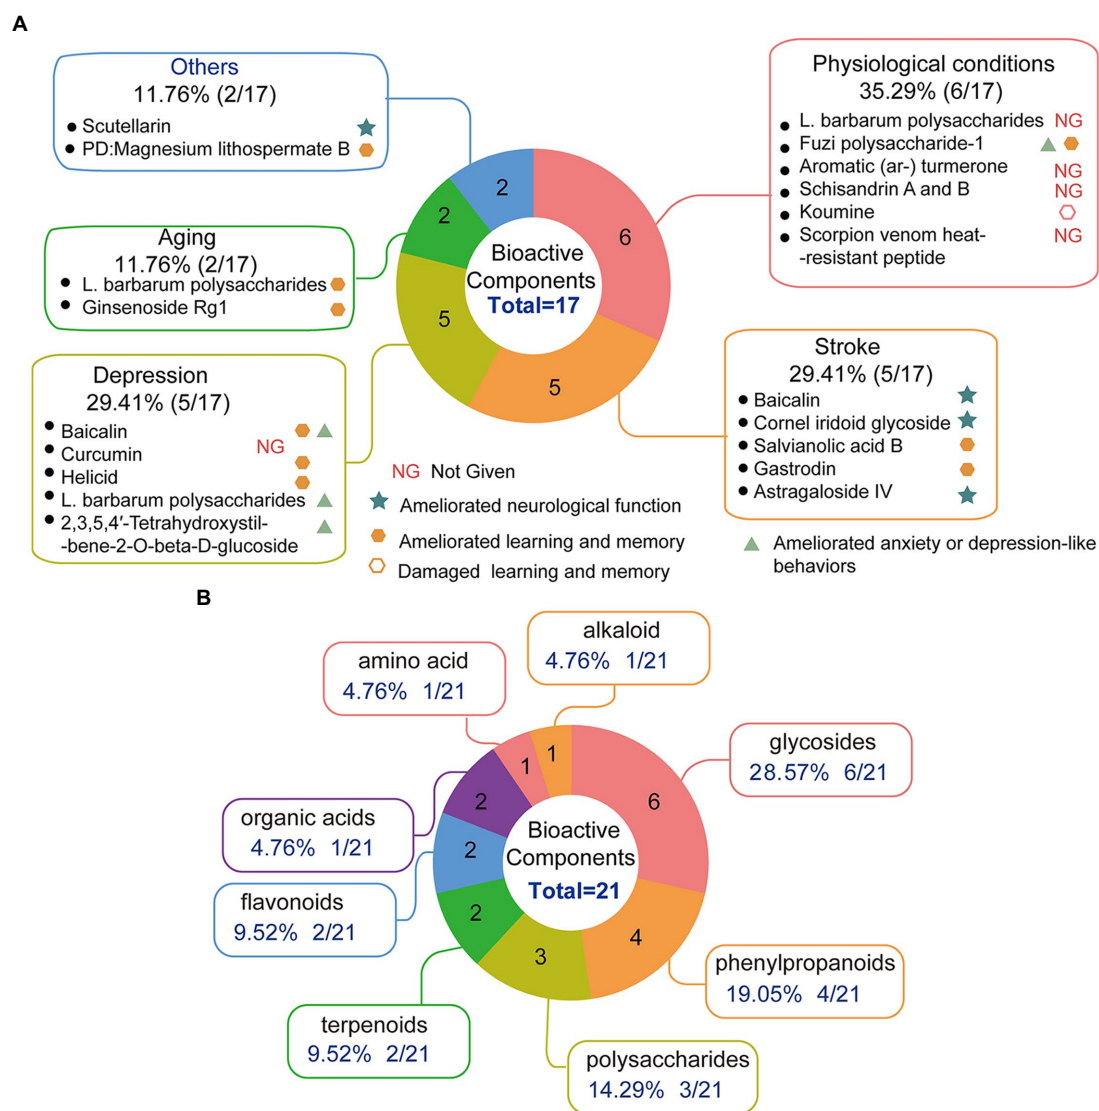 A
Others
11.76% (2/17)
● Scutellarin
● PD:Magnesium lithospermate B
Physiological conditions
35.29% (6/17)
● L. barbarum polysaccharides NG
● Fuzi polysaccharide-1
● Aromatic (ar-) turmerone NG
● Schisandrin A and B NG
● Koumine
● Scorpion venom heat- NG
-resistant peptide
Aging
11.76% (2/17)
● L. barbarum polysaccharides
● Ginsenoside Rg1
2
2
6
5
5
Bioactive
Components
Total=17
Depression
29.41% (5/17)
● Baicalin
● Curcumin NG
● Helicid
● L. barbarum polysaccharides
● 2,3,5,4′-Tetrahydroxystil-
-bene-2-O-beta-D-glucoside
Stroke
29.41% (5/17)
● Baicalin
● Cornel iridoid glycoside
● Salvianolic acid B
● Gastrodin
● Astragaloside IV
NG Not Given
Ameliorated neurological function
Ameliorated learning and memory
Damaged learning and memory
Ameliorated anxiety or depression-like
behaviors
B
alkaloid
4.76% 1/21
amino acid
4.76% 1/21
glycosides
28.57% 6/21
organic acids
4.76% 1/21
flavonoids
9.52% 2/21
terpenoids
9.52% 2/21
polysaccharides
14.29% 3/21
phenylpropanoids
19.05% 4/21
1
1
6
2
2
2
3
4
Bioactive
Components
Total=21